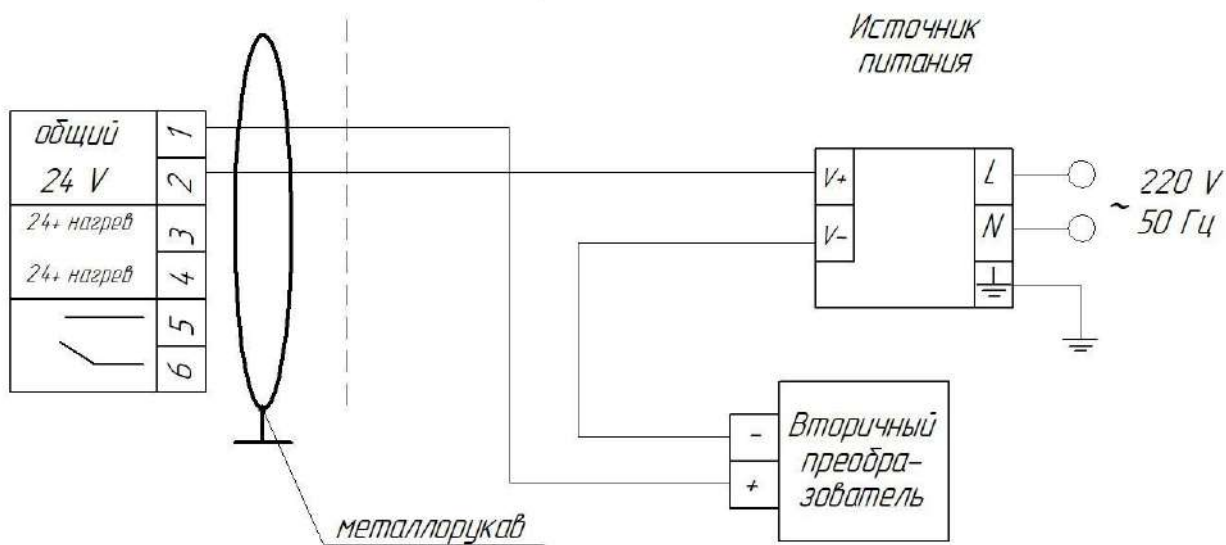 Источник
питания
общий
1
24 V
2
24+ нагрев
3
24+ нагрев
4
5
6
V+
V-
L
N
~ 220 V
50 Гц
-
+
Вторичный
преобра-
зователь
металлорукав